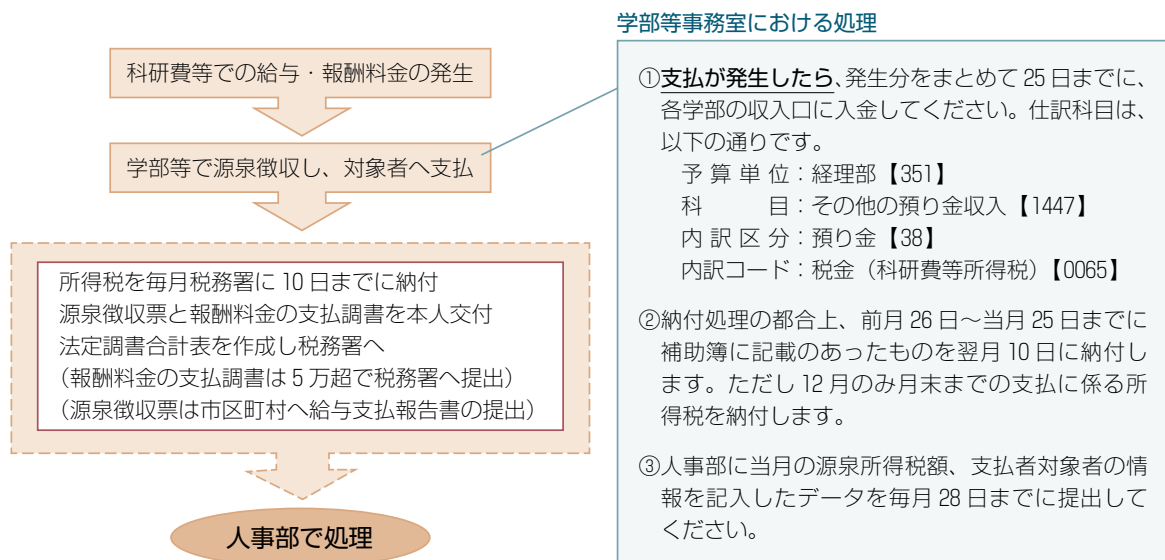 科研費等での給与・報酬料金の発生
学部等で源泉徴収し、対象者へ支払
所得税を毎月税務署に 10 日までに納付
源泉徴収票と報酬料金の支払調書を本人交付
法定調書合計表を作成し税務署へ
（報酬料金の支払調書は 5 万超で税務署へ提出）
（源泉徴収票は市区町村へ給与支払報告書の提出）
人事部で処理
学部等事務室における処理
①支払が発生したら、発生分をまとめて 25 日までに、
各学部の収入口に入金してください。仕訳科目は、
以下の通りです。
予 算 単 位：経理部【351】
科　　　目：その他の預り金収入【1447】
内 訳 区 分：預り金【38】
内訳コード：税金（科研費等所得税）【0065】
②納付処理の都合上、前月 26 日～当月 25 日までに
補助簿に記載のあったものを翌月 10 日に納付し
ます。ただし 12 月のみ月末までの支払に係る所
得税を納付します。
③人事部に当月の源泉所得税額、支払者対象者の情
報を記入したデータを毎月 28 日までに提出して
ください。